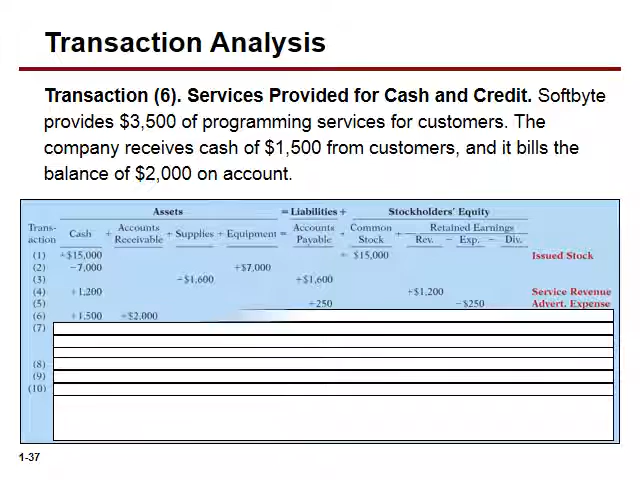 Transaction Analysis
Transaction (6). Services Provided for Cash and Credit. Softbyte
provides $3,500 of programming services for customers. The
company receives cash of $1,500 from customers, and it bills the
balance of $2,000 on account.
Assets = Liabilities + Stockholders' Equity
Trans- Accounts Accounts Common Retained Earnings
action Cash + Receivable + Supplies + Equipment = Payable + Stock + Rev. − Exp. − Div.
(1) +$15,000 + $15,000 Issued Stock
(2) −7,000 +$7,000
(3) +$1,600 +$1,600
(4) +1,200 +$1,200 Service Revenue
(5) +250 −$250 Advert. Expense
(6) +1,500 +$2,000
(7)
(8)
(9)
(10)
1-37